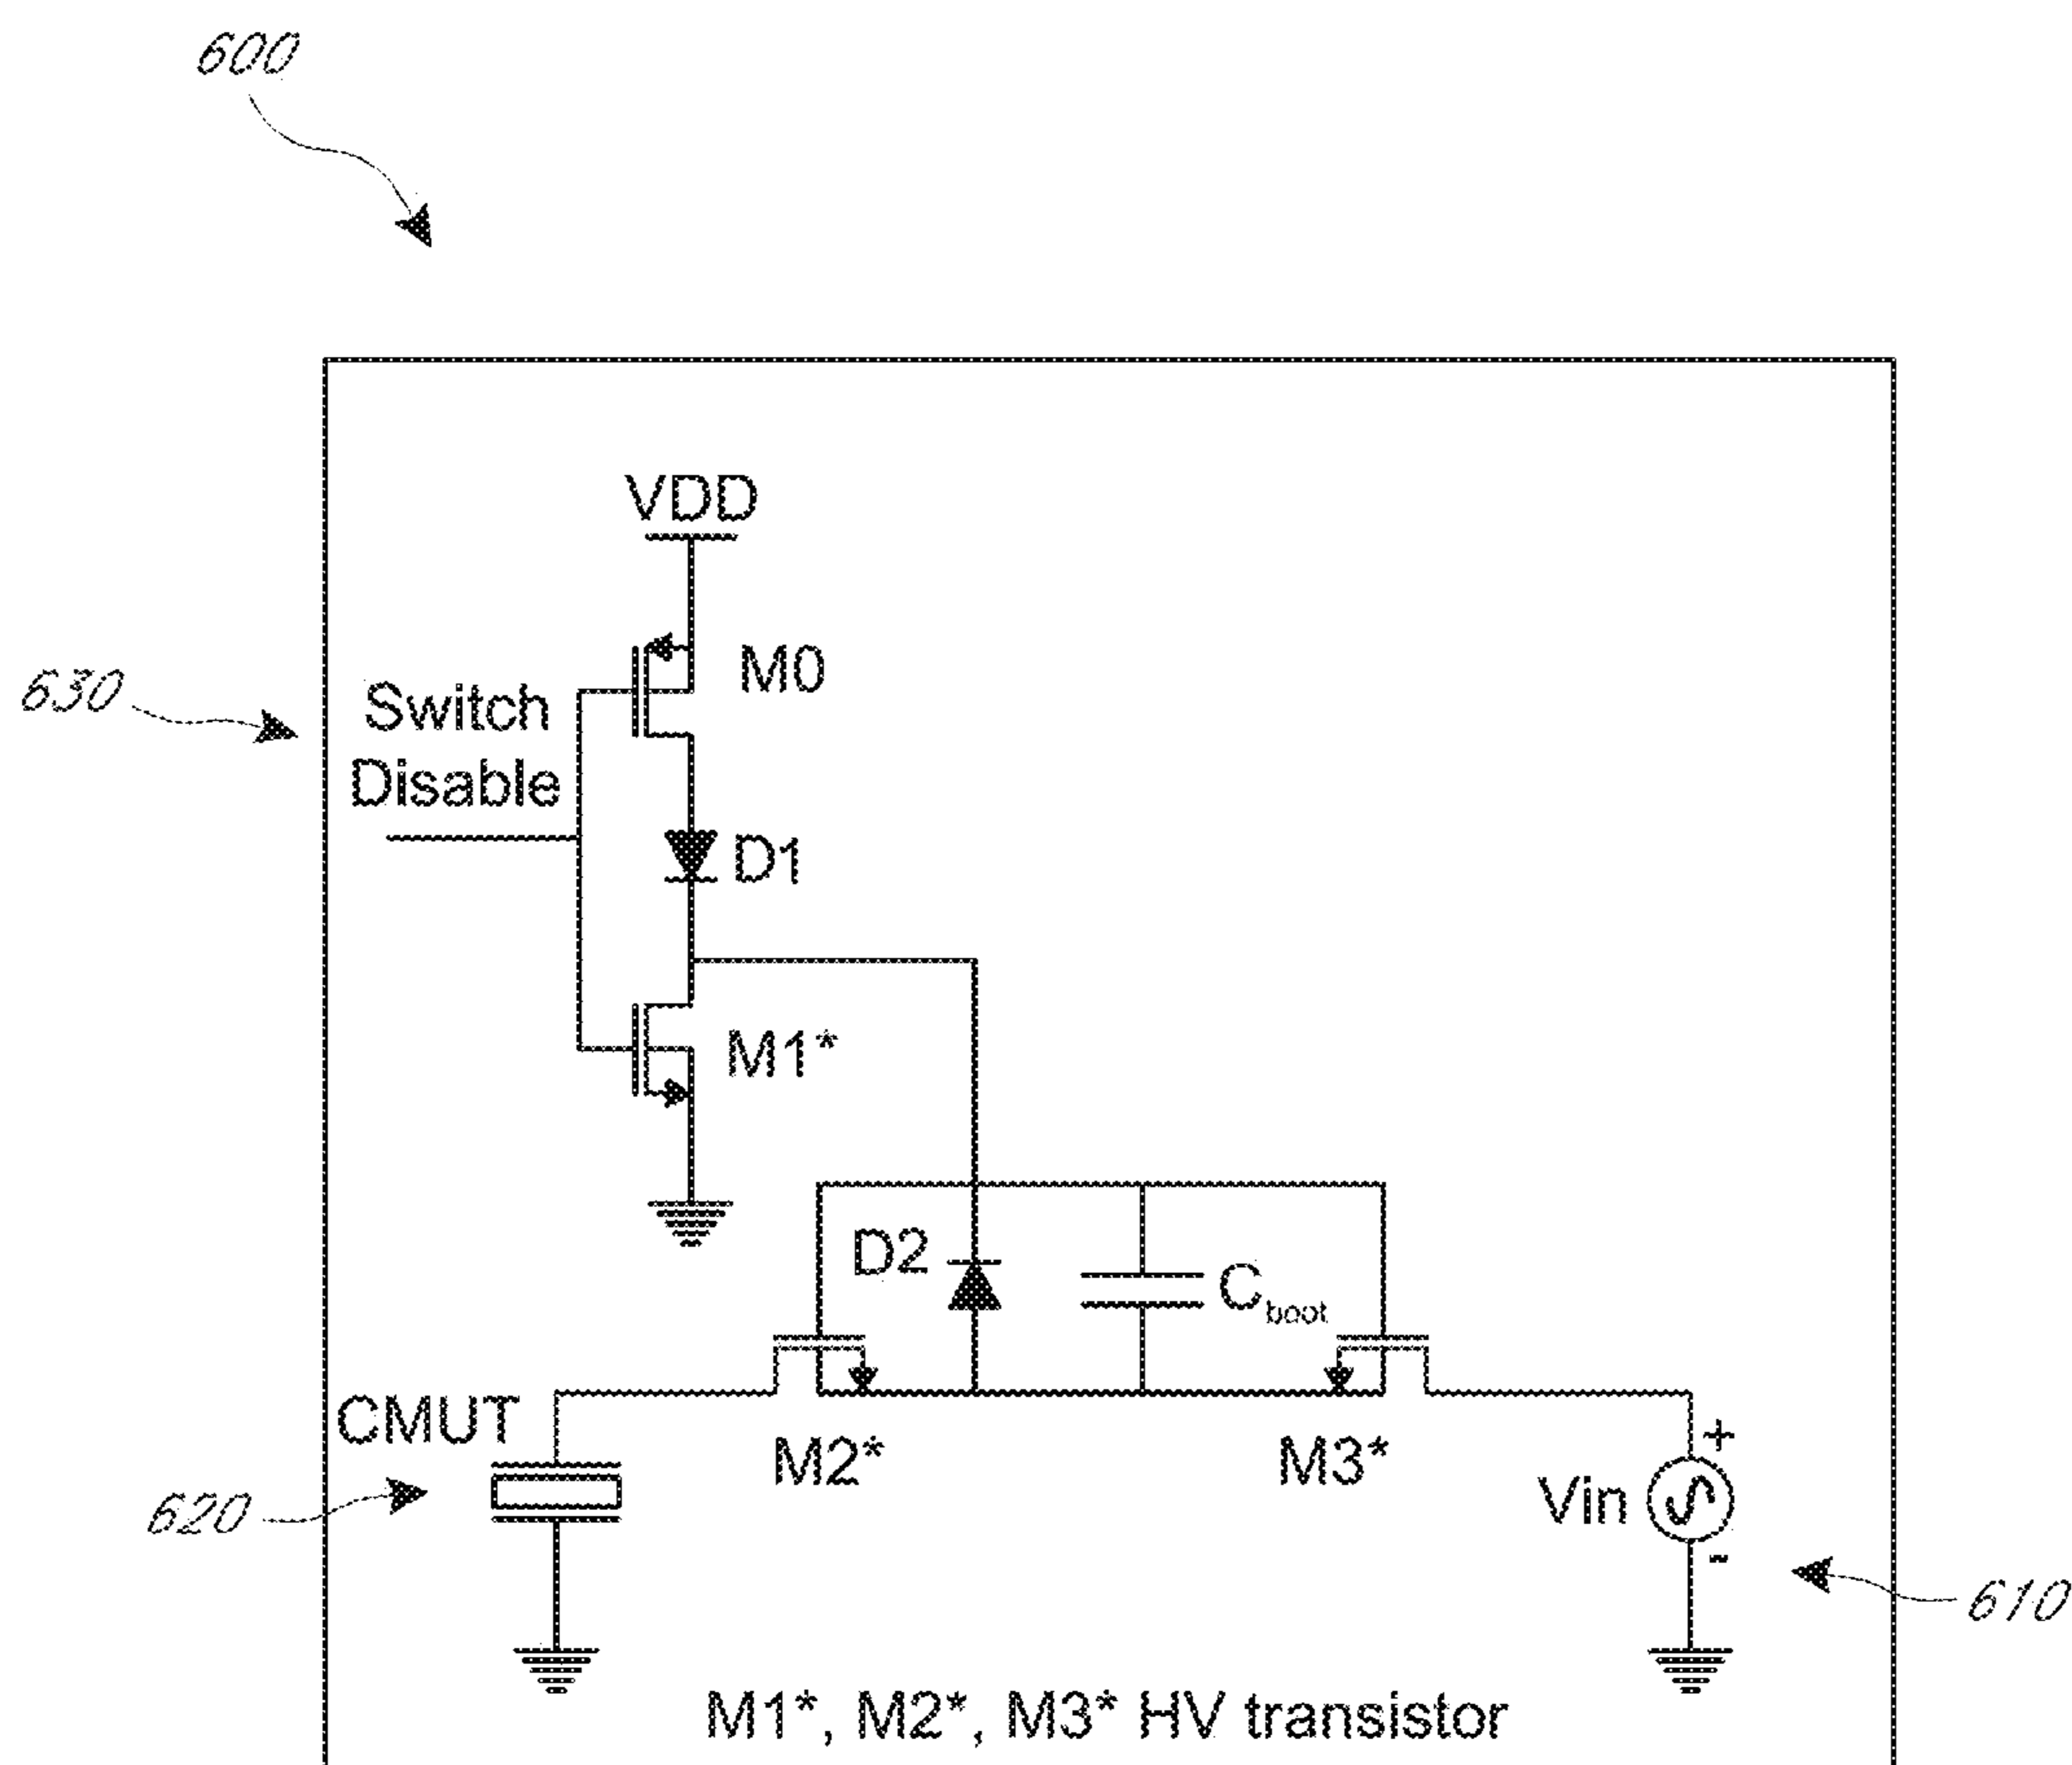 600
VDD
M0
630
Switch
Disable
D1
M1*
D2
Cboot
CMUT
M2*
M3*
+
Vin
-
620
610
M1*, M2*, M3* HV transistor